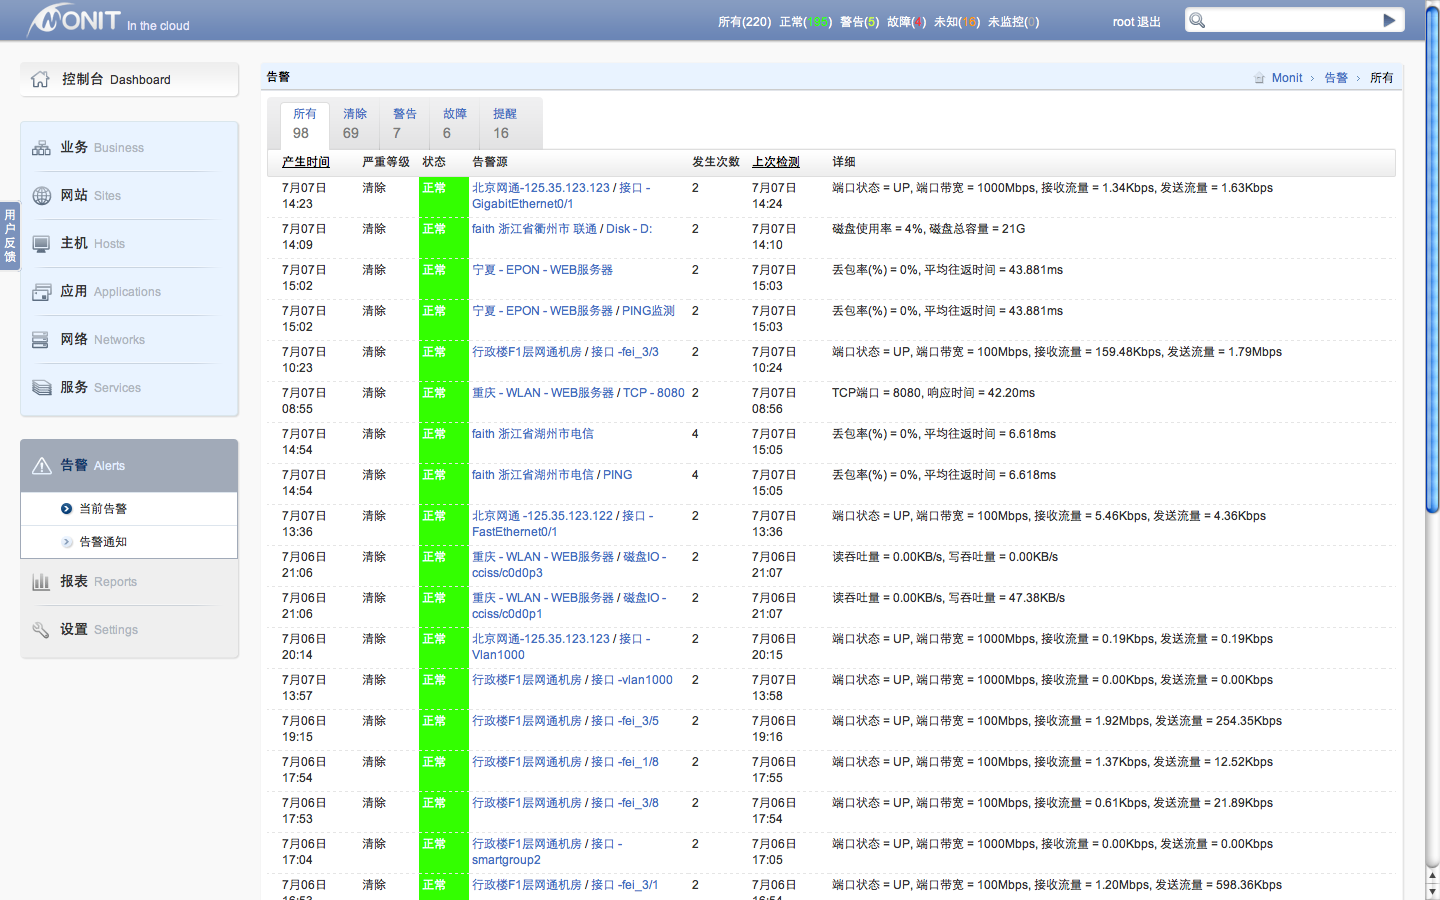 MONIT In the cloud
所有(220) 正常(195) 警告(5) 故障(4) 未知(16) 未监控(0)
root 退出
控制台 Dashboard
业务 Business
网站 Sites
主机 Hosts
应用 Applications
网络 Networks
服务 Services
用户反馈
告警 Alerts
当前告警
告警通知
报表 Reports
设置 Settings
告警
Monit › 告警 › 所有
所有 清除 警告 故障 提醒
98 69 7 6 16
产生时间 严重等级 状态 告警源 发生次数 上次检测 详细
7月07日 清除 正常 北京网通-125.35.123.123 / 接口 - 2 7月07日 端口状态 = UP, 端口带宽 = 1000Mbps, 接收流量 = 1.34Kbps, 发送流量 = 1.63Kbps
14:23 GigabitEthernet0/1 14:24
7月07日 清除 正常 faith 浙江省衢州市 联通 / Disk - D: 2 7月07日 磁盘使用率 = 4%, 磁盘总容量 = 21G
14:09 14:10
7月07日 清除 正常 宁夏 - EPON - WEB服务器 2 7月07日 丢包率(%) = 0%, 平均往返时间 = 43.881ms
15:02 15:03
7月07日 清除 正常 宁夏 - EPON - WEB服务器 / PING监测 2 7月07日 丢包率(%) = 0%, 平均往返时间 = 43.881ms
15:02 15:03
7月07日 清除 正常 行政楼F1层网通机房 / 接口 -fei_3/3 2 7月07日 端口状态 = UP, 端口带宽 = 100Mbps, 接收流量 = 159.48Kbps, 发送流量 = 1.79Mbps
10:23 10:24
7月07日 清除 正常 重庆 - WLAN - WEB服务器 / TCP - 8080 2 7月07日 TCP端口 = 8080, 响应时间 = 42.20ms
08:55 08:56
7月07日 清除 正常 faith 浙江省湖州市电信 4 7月07日 丢包率(%) = 0%, 平均往返时间 = 6.618ms
14:54 15:05
7月07日 清除 正常 faith 浙江省湖州市电信 / PING 4 7月07日 丢包率(%) = 0%, 平均往返时间 = 6.618ms
14:54 15:05
7月07日 清除 正常 北京网通 -125.35.123.122 / 接口 - 2 7月07日 端口状态 = UP, 端口带宽 = 100Mbps, 接收流量 = 5.46Kbps, 发送流量 = 4.36Kbps
13:36 FastEthernet0/1 13:36
7月06日 清除 正常 重庆 - WLAN - WEB服务器 / 磁盘IO - 2 7月06日 读吞吐量 = 0.00KB/s, 写吞吐量 = 0.00KB/s
21:06 cciss/c0d0p3 21:07
7月06日 清除 正常 重庆 - WLAN - WEB服务器 / 磁盘IO - 2 7月06日 读吞吐量 = 0.00KB/s, 写吞吐量 = 47.38KB/s
21:06 cciss/c0d0p1 21:07
7月06日 清除 正常 北京网通-125.35.123.123 / 接口 - 2 7月06日 端口状态 = UP, 端口带宽 = 1000Mbps, 接收流量 = 0.19Kbps, 发送流量 = 0.19Kbps
20:14 Vlan1000 20:15
7月07日 清除 正常 行政楼F1层网通机房 / 接口 -vlan1000 2 7月07日 端口状态 = UP, 端口带宽 = 1000Mbps, 接收流量 = 0.00Kbps, 发送流量 = 0.00Kbps
13:57 13:58
7月06日 清除 正常 行政楼F1层网通机房 / 接口 -fei_3/5 2 7月06日 端口状态 = UP, 端口带宽 = 100Mbps, 接收流量 = 1.92Mbps, 发送流量 = 254.35Kbps
19:15 19:16
7月06日 清除 正常 行政楼F1层网通机房 / 接口 -fei_1/8 2 7月06日 端口状态 = UP, 端口带宽 = 100Mbps, 接收流量 = 1.37Kbps, 发送流量 = 12.52Kbps
17:54 17:55
7月06日 清除 正常 行政楼F1层网通机房 / 接口 -fei_3/8 2 7月06日 端口状态 = UP, 端口带宽 = 100Mbps, 接收流量 = 0.61Kbps, 发送流量 = 21.89Kbps
17:53 17:54
7月06日 清除 正常 行政楼F1层网通机房 / 接口 - 2 7月06日 端口状态 = UP, 端口带宽 = 1000Mbps, 接收流量 = 0.00Kbps, 发送流量 = 0.00Kbps
17:04 smartgroup2 17:05
7月06日 清除 正常 行政楼F1层网通机房 / 接口 -fei_3/1 2 7月06日 端口状态 = UP, 端口带宽 = 100Mbps, 接收流量 = 1.20Mbps, 发送流量 = 598.36Kbps
16:53 16:54